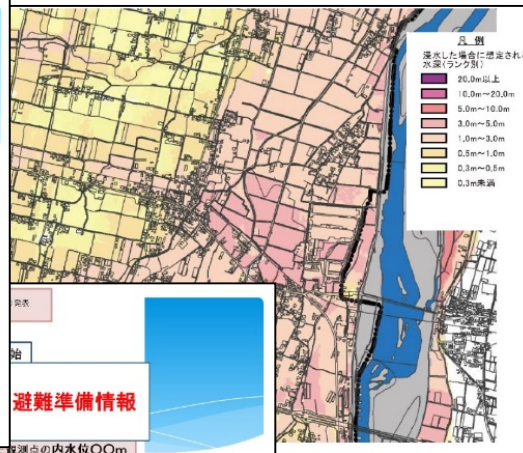 凡 例
浸水した場合に想定され
水深(ランク別)
20.0m以上
10.0m~20.0m
5.0m~10.0m
3.0m~5.0m
1.0m~3.0m
0.5m~1.0m
0.3m~0.5m
0.3m未満
発表
始
避難準備情報
観測点の内水位〇〇m